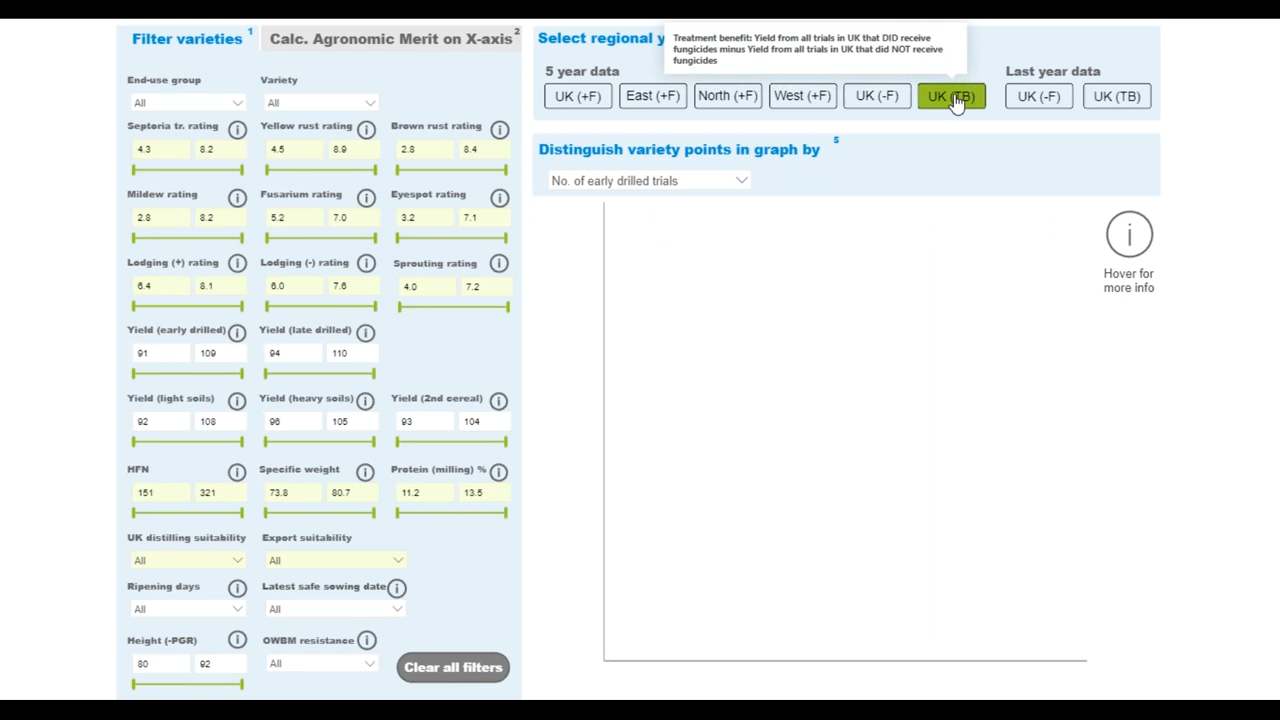 Filter varieties 1
Calc. Agronomic Merit on X-axis 2
Select regional y
Treatment benefit: Yield from all trials in UK that DID receive
fungicides minus Yield from all trials in UK that did NOT receive
fungicides
5 year data
Last year data
UK (+F) East (+F) North (+F) West (+F) UK (-F) UK (TB) UK (-F) UK (TB)
Distinguish variety points in graph by 5
No. of early drilled trials
i
Hover for
more info
End-use group Variety
All All
Septoria tr. rating i Yellow rust rating i Brown rust rating i
4.3 8.2 4.5 8.9 2.8 8.4
Mildew rating i Fusarium rating i Eyespot rating i
2.8 8.2 5.2 7.0 3.2 7.1
Lodging (+) rating i Lodging (-) rating i Sprouting rating i
6.4 8.1 6.0 7.6 4.0 7.2
Yield (early drilled) i Yield (late drilled) i
91 109 94 110
Yield (light soils) i Yield (heavy soils) i Yield (2nd cereal) i
92 108 96 105 93 104
HFN i Specific weight i Protein (milling) % i
151 321 73.8 80.7 11.2 13.5
UK distilling suitability Export suitability
All All
Ripening days i Latest safe sowing date i
All All
Height (-PGR) i OWBM resistance i
80 92 All
Clear all filters